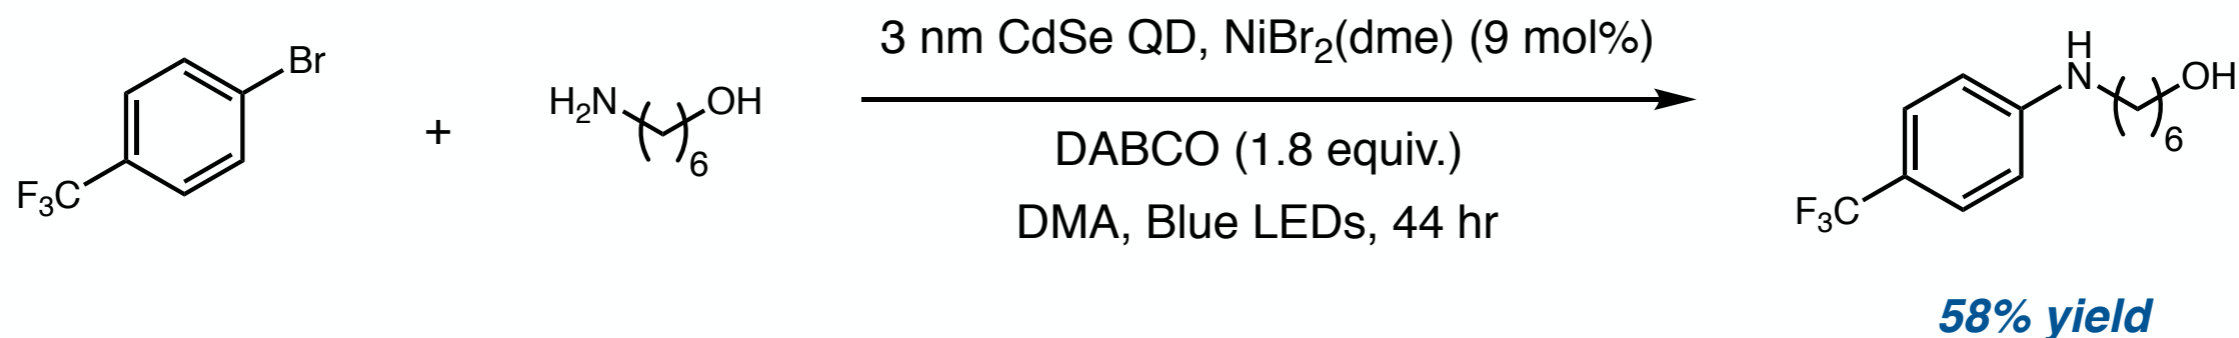 Br
F₃C
+
H₂N
OH
6
3 nm CdSe QD, NiBr₂(dme) (9 mol%)
DABCO (1.8 equiv.)
DMA, Blue LEDs, 44 hr
H
N
OH
6
F₃C
58% yield